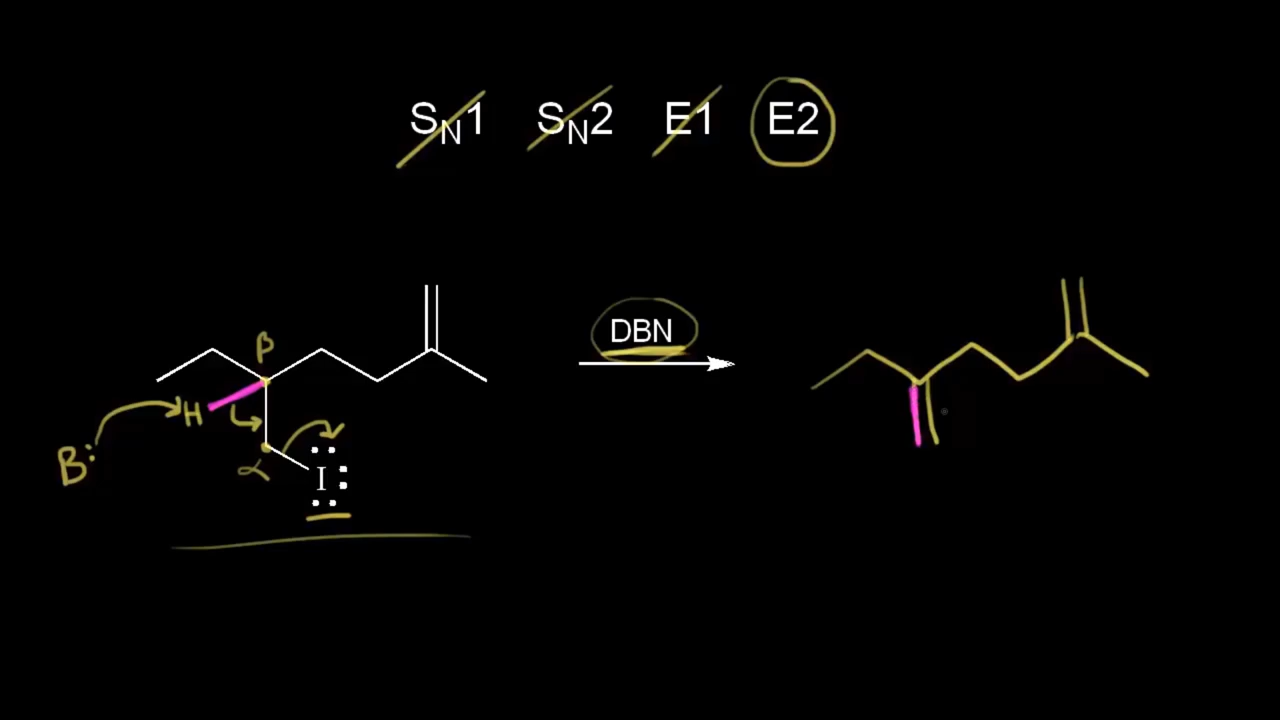 SN1 SN2 E1 E2
DBN
β
H
B:
α
I